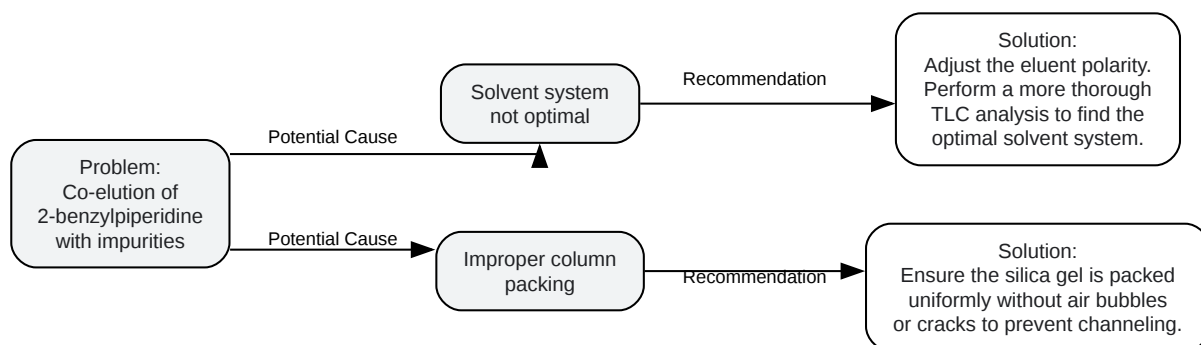 Problem:
Co-elution of
2-benzylpiperidine
with impurities
Potential Cause
Solvent system
not optimal
Recommendation
Solution:
Adjust the eluent polarity.
Perform a more thorough
TLC analysis to find the
optimal solvent system.
Potential Cause
Improper column
packing
Recommendation
Solution:
Ensure the silica gel is packed
uniformly without air bubbles
or cracks to prevent channeling.